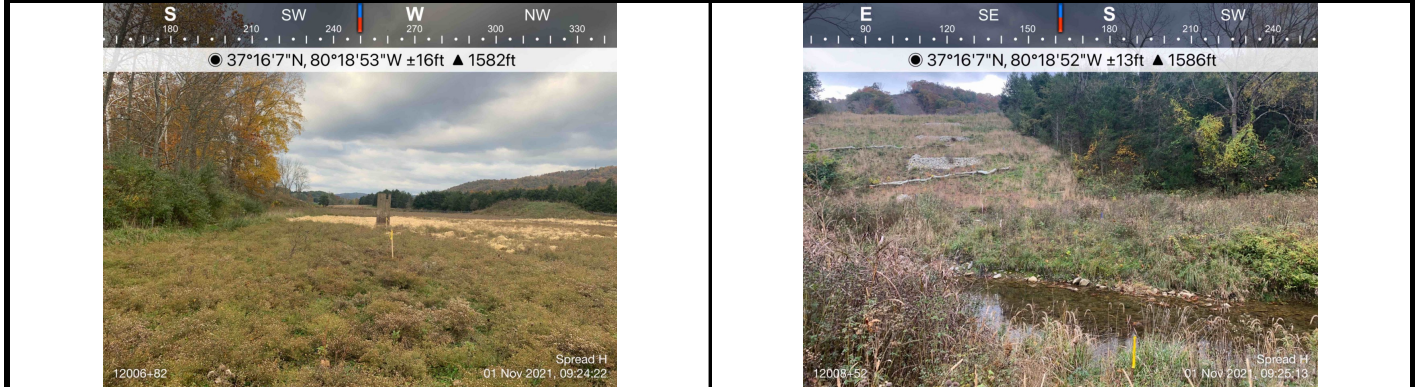 S SW W NW
180 210 240 270 300 330
37°16'7"N, 80°18'53"W ±16ft ▲ 1582ft
Spread H
12006+82 01 Nov 2021, 09:24:22
E SE S SW
90 120 150 180 210 240
37°16'7"N, 80°18'52"W ±13ft ▲ 1586ft
Spread H
12008+52 01 Nov 2021, 09:25:13